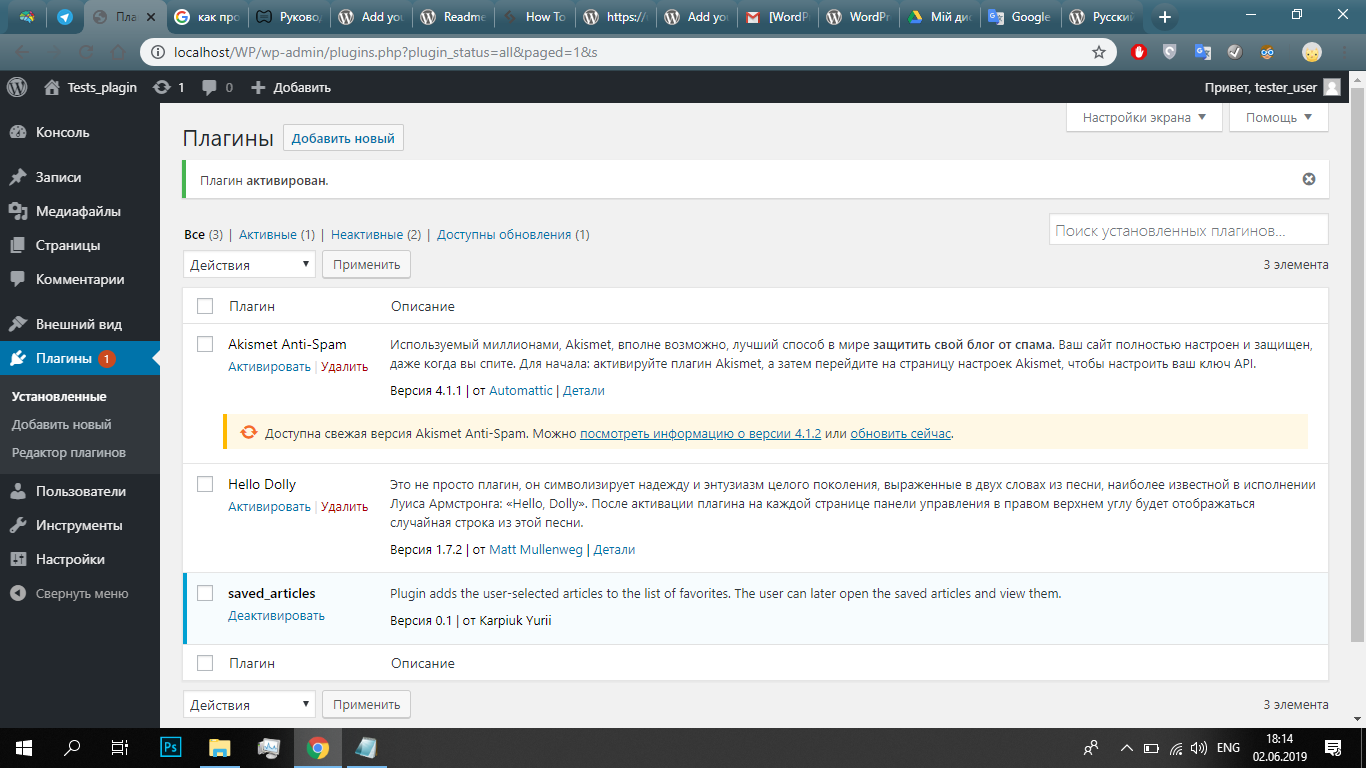 Пла
как про
Руково
Add you
Readme
How To
https://
Add you
[WordP
WordPr
Мій дис
Google
Русский
localhost/WP/wp-admin/plugins.php?plugin_status=all&paged=1&s
Tests_plagin 1 0 Добавить Привет, tester_user
Консоль
Записи
Медиафайлы
Страницы
Комментарии
Внешний вид
Плагины 1
Установленные
Добавить новый
Редактор плагинов
Пользователи
Инструменты
Настройки
Свернуть меню
Настройки экрана Помощь
Плагины Добавить новый
Плагин активирован.
Все (3) | Активные (1) | Неактивные (2) | Доступны обновления (1)
Поиск установленных плагинов...
Действия Применить 3 элемента
Плагин Описание
Akismet Anti-Spam
Активировать | Удалить
Используемый миллионами, Akismet, вполне возможно, лучший способ в мире защитить свой блог от спама. Ваш сайт полностью настроен и защищен,
даже когда вы спите. Для начала: активируйте плагин Akismet, а затем перейдите на страницу настроек Akismet, чтобы настроить ваш ключ API.
Версия 4.1.1 | от Automattic | Детали
Доступна свежая версия Akismet Anti-Spam. Можно посмотреть информацию о версии 4.1.2 или обновить сейчас.
Hello Dolly
Активировать | Удалить
Это не просто плагин, он символизирует надежду и энтузиазм целого поколения, выраженные в двух словах из песни, наиболее известной в исполнении
Луиса Армстронга: «Hello, Dolly». После активации плагина на каждой странице панели управления в правом верхнем углу будет отображаться
случайная строка из этой песни.
Версия 1.7.2 | от Matt Mullenweg | Детали
saved_articles
Деактивировать
Plugin adds the user-selected articles to the list of favorites. The user can later open the saved articles and view them.
Версия 0.1 | от Karpiuk Yurii
Плагин Описание
Действия Применить 3 элемента
Ps
ENG
18:14
02.06.2019